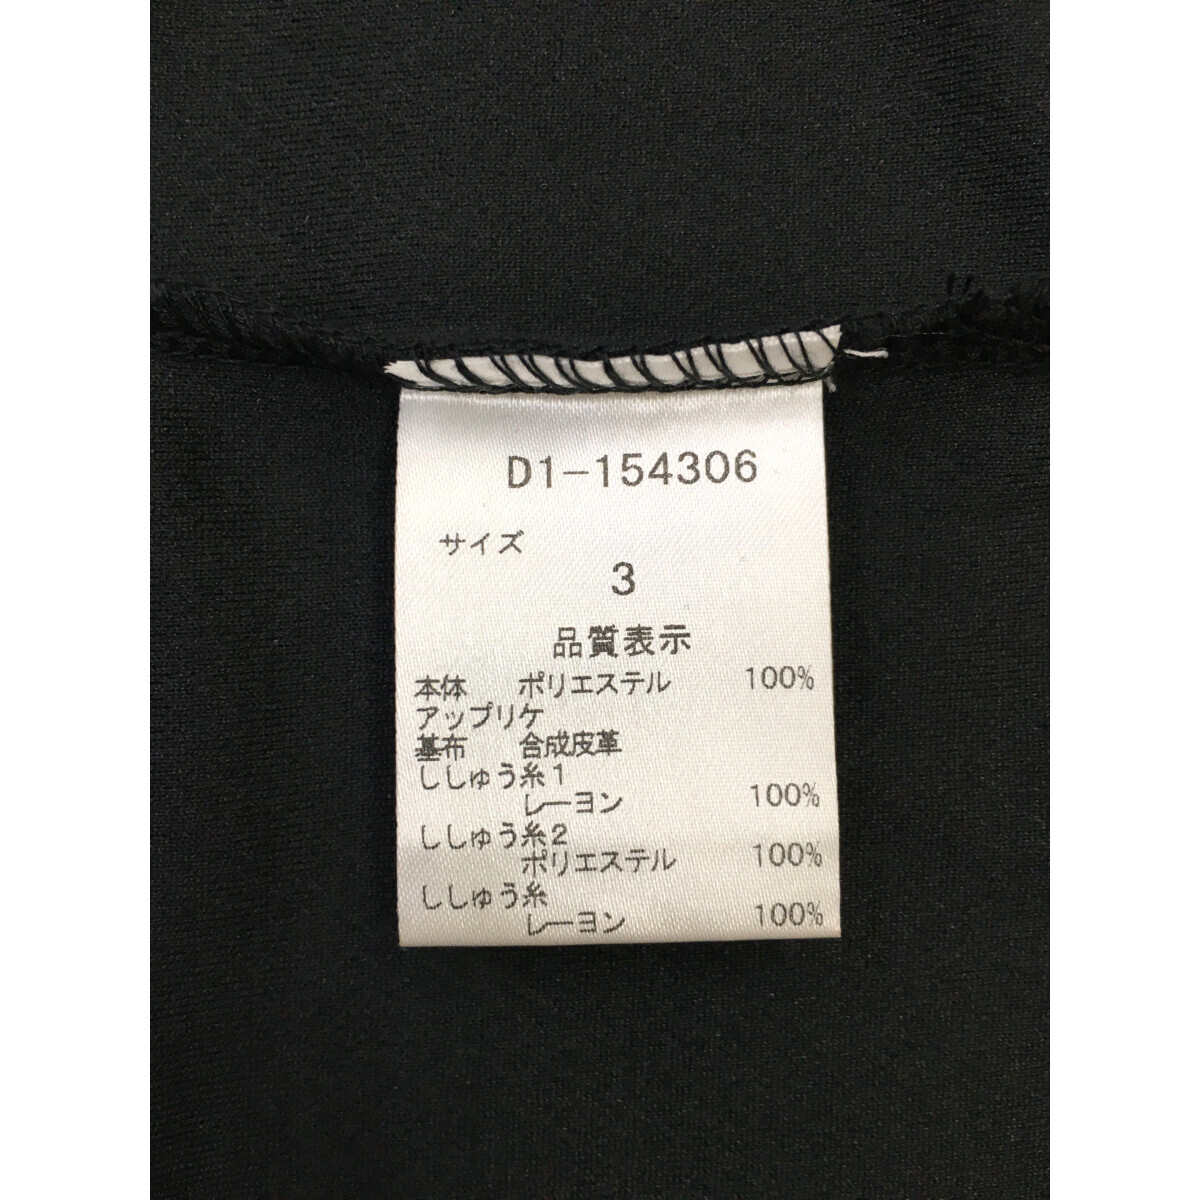 D1-154306
サイズ
3
品質表示
本体 ポリエステル 100%
アップリケ
基布 合成皮革
ししゅう糸1
レーヨン 100%
ししゅう糸2
ポリエステル 100%
ししゅう糸
レーヨン 100%